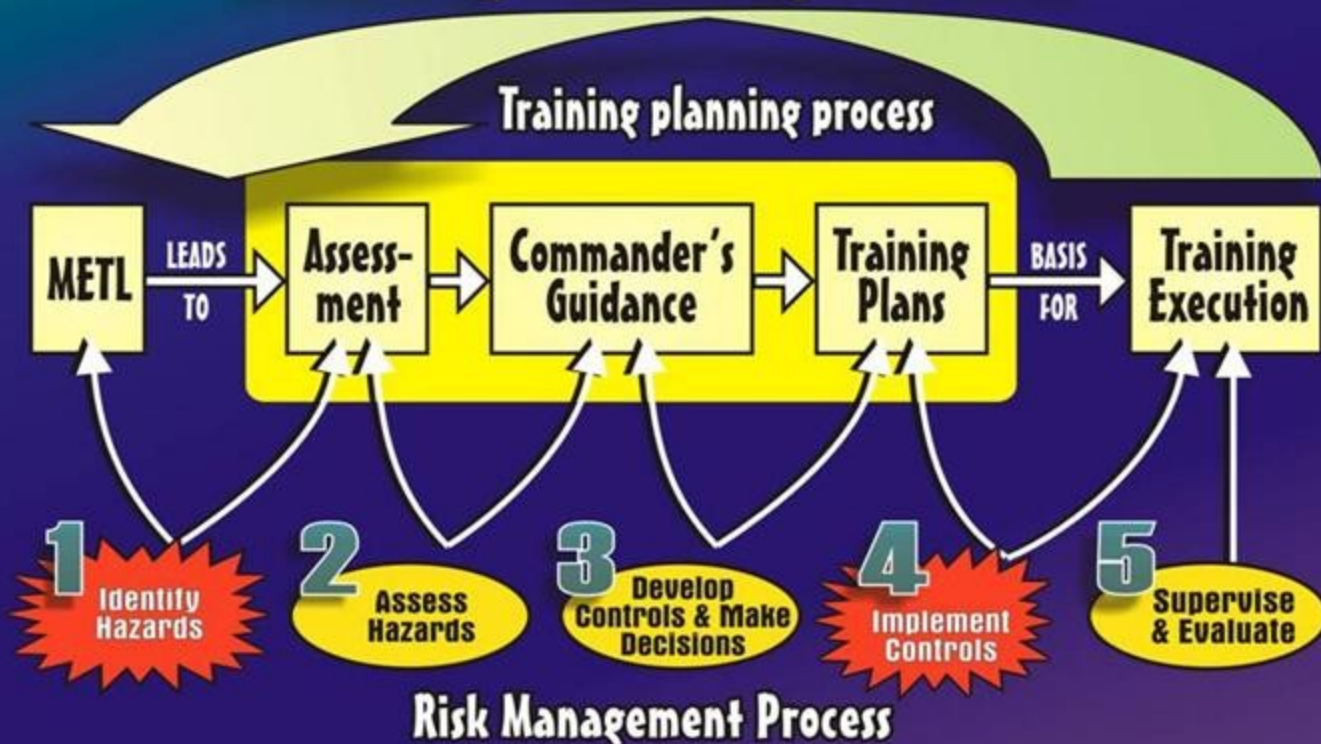 Training planning process
METL
LEADS
TO
Assess-
ment
Commander's
Guidance
Training
Plans
BASIS
FOR
Training
Execution
1
Identify
Hazards
2
Assess
Hazards
3
Develop
Controls & Make
Decisions
4
Implement
Controls
5
Supervise
& Evaluate
Risk Management Process